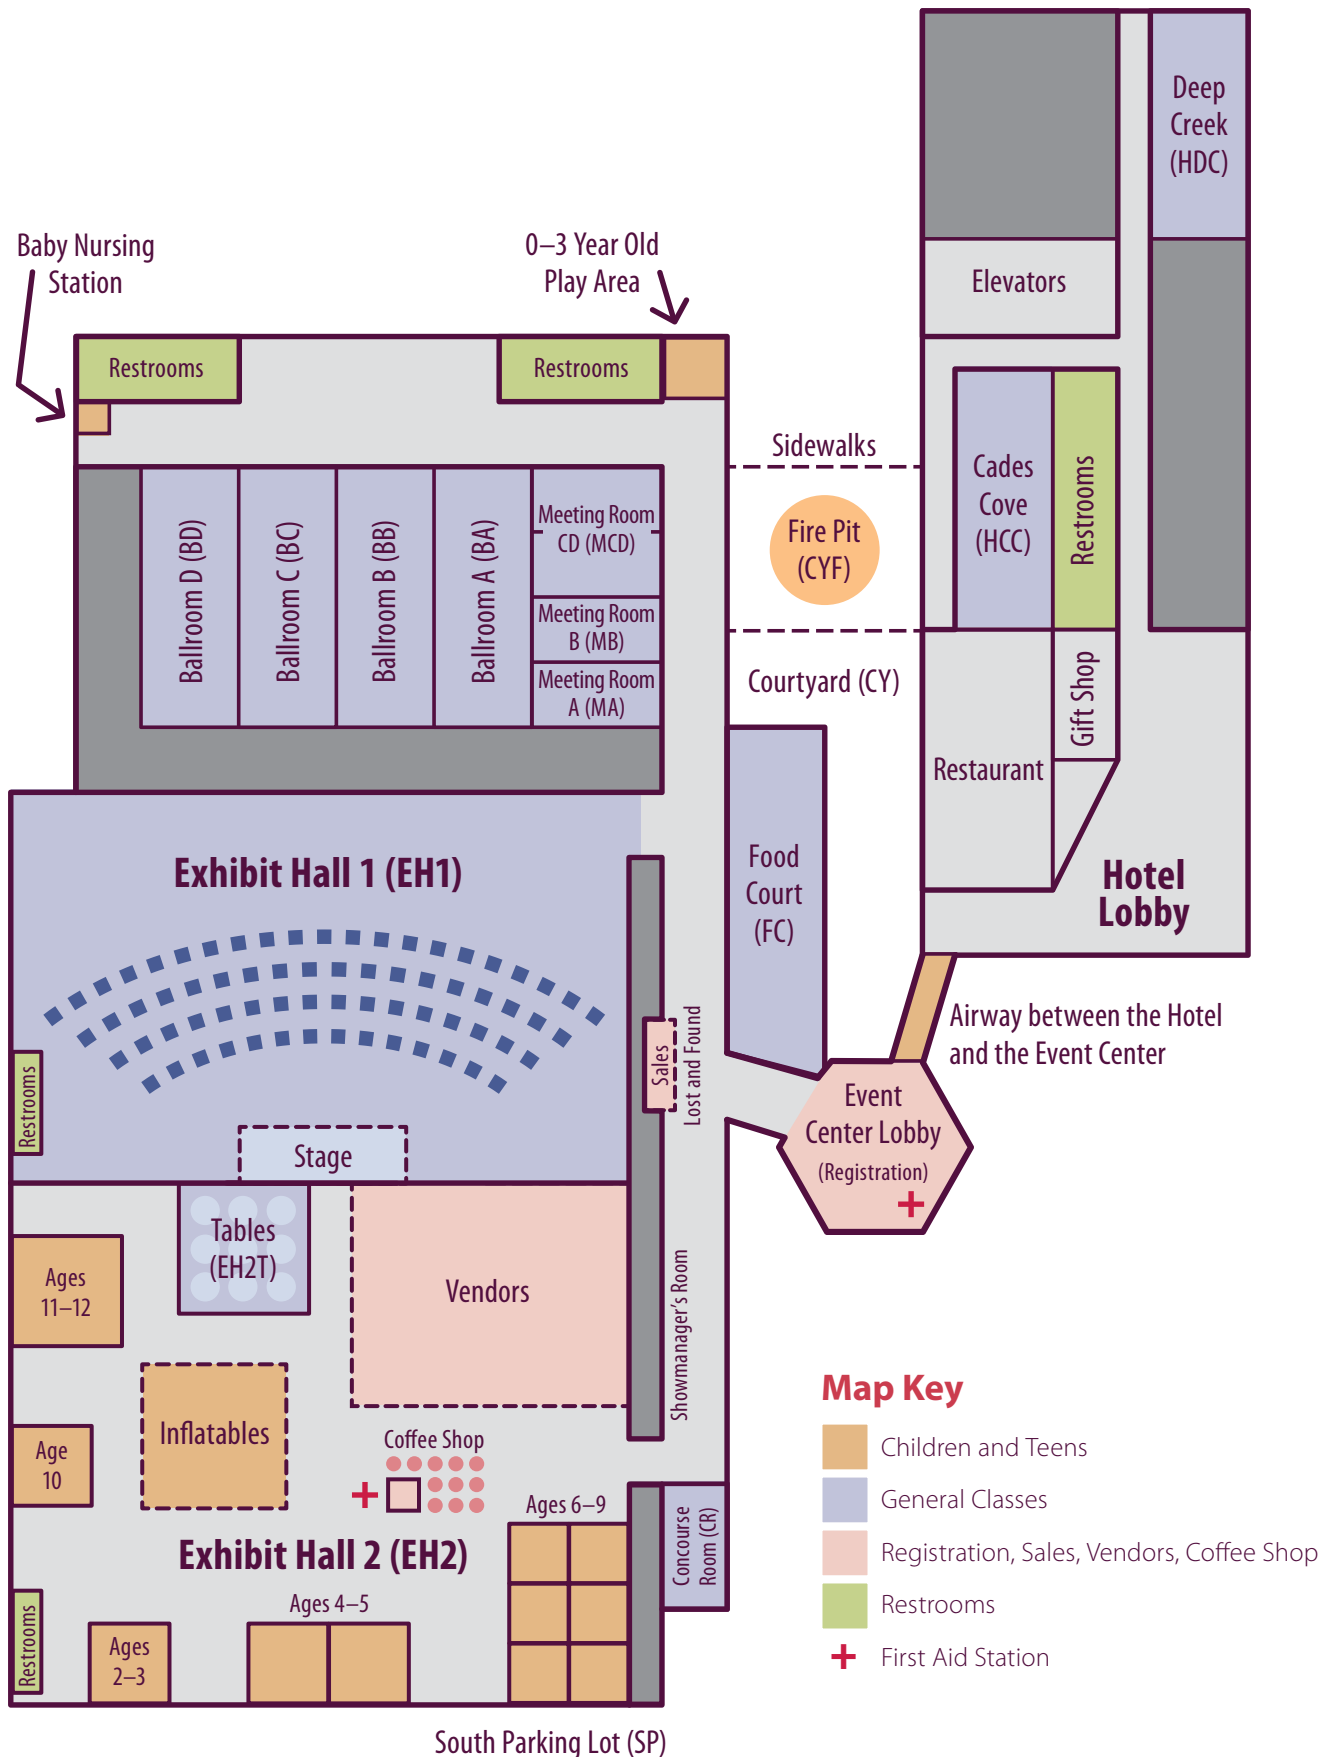 Deep
Creek
(HDC)
Baby Nursing
Station
0–3 Year Old
Play Area
Elevators
Restrooms
Restrooms
Sidewalks
Fire Pit
(CYF)
Cades
Cove
(HCC)
Restrooms
Ballroom D (BD)
Ballroom C (BC)
Ballroom B (BB)
Ballroom A (BA)
Meeting Room
CD (MCD)
Meeting Room
B (MB)
Meeting Room
A (MA)
Courtyard (CY)
Gift Shop
Restaurant
Exhibit Hall 1 (EH1)
Food
Court
(FC)
Hotel
Lobby
Airway between the Hotel
and the Event Center
Sales
Lost and Found
Restrooms
Event
Center Lobby
(Registration)
Stage
Tables
(EH2T)
Ages
11–12
Vendors
Showmanager's Room
Inflatables
Age
10
Coffee Shop
Ages 6–9
Concourse
Room (CR)
Exhibit Hall 2 (EH2)
Ages 4–5
Restrooms
Ages
2–3
South Parking Lot (SP)
Map Key
Children and Teens
General Classes
Registration, Sales, Vendors, Coffee Shop
Restrooms
First Aid Station